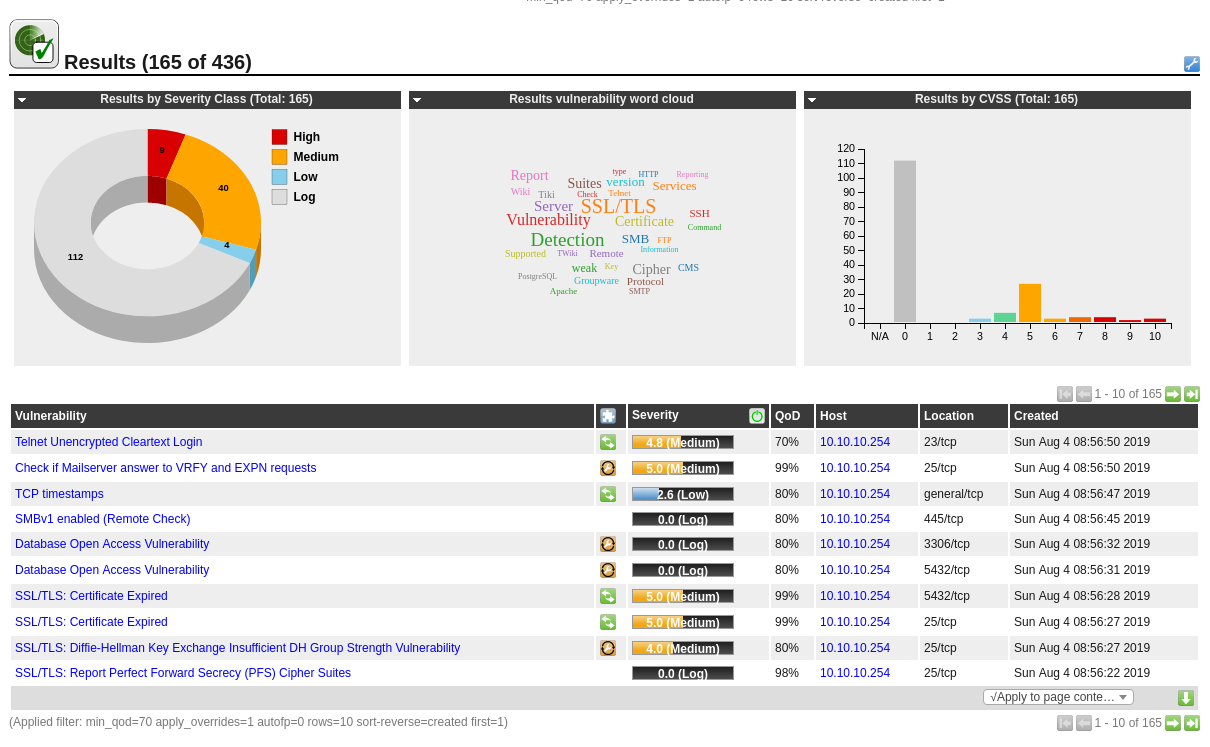 min_qod=70 apply_overrides=1 autofp=0 rows=10 sort-reverse=created first=1
Results (165 of 436)
Results by Severity Class (Total: 165)
9
40
4
112
High
Medium
Low
Log
Results vulnerability word cloud
type HTTP Reporting
Report Suites version Services
Wiki Tiki Check Telnet
Server SSL/TLS SSH
Vulnerability Certificate Command
Detection SMB FTP
Supported TWiki Remote Information
weak Key Cipher CMS
PostgreSQL Groupware Protocol
Apache SMTP
Results by CVSS (Total: 165)
120
110
100
90
80
70
60
50
40
30
20
10
0
N/A 0 1 2 3 4 5 6 7 8 9 10
1 - 10 of 165
Vulnerability Severity QoD Host Location Created
Telnet Unencrypted Cleartext Login 4.8 (Medium) 70% 10.10.10.254 23/tcp Sun Aug 4 08:56:50 2019
Check if Mailserver answer to VRFY and EXPN requests 5.0 (Medium) 99% 10.10.10.254 25/tcp Sun Aug 4 08:56:50 2019
TCP timestamps 2.6 (Low) 80% 10.10.10.254 general/tcp Sun Aug 4 08:56:47 2019
SMBv1 enabled (Remote Check) 0.0 (Log) 80% 10.10.10.254 445/tcp Sun Aug 4 08:56:45 2019
Database Open Access Vulnerability 0.0 (Log) 80% 10.10.10.254 3306/tcp Sun Aug 4 08:56:32 2019
Database Open Access Vulnerability 0.0 (Log) 80% 10.10.10.254 5432/tcp Sun Aug 4 08:56:31 2019
SSL/TLS: Certificate Expired 5.0 (Medium) 99% 10.10.10.254 5432/tcp Sun Aug 4 08:56:28 2019
SSL/TLS: Certificate Expired 5.0 (Medium) 99% 10.10.10.254 25/tcp Sun Aug 4 08:56:27 2019
SSL/TLS: Diffie-Hellman Key Exchange Insufficient DH Group Strength Vulnerability 4.0 (Medium) 80% 10.10.10.254 25/tcp Sun Aug 4 08:56:27 2019
SSL/TLS: Report Perfect Forward Secrecy (PFS) Cipher Suites 0.0 (Log) 98% 10.10.10.254 25/tcp Sun Aug 4 08:56:22 2019
√Apply to page conte…
(Applied filter: min_qod=70 apply_overrides=1 autofp=0 rows=10 sort-reverse=created first=1)
1 - 10 of 165